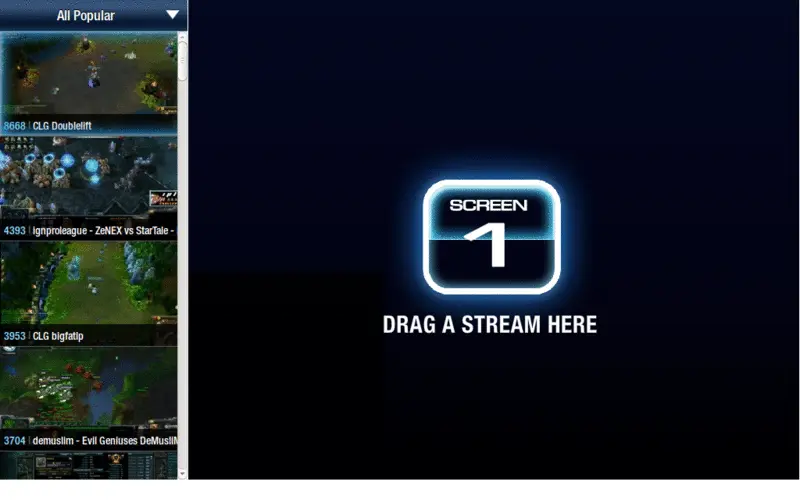 All Popular
8668 | CLG Doublelift
4393 | ignproleague - ZeNEX vs StarTale -
3953 | CLG bigfatlp
3704 | demuslim - Evil Geniuses DeMusliM
SCREEN
1
DRAG A STREAM HERE